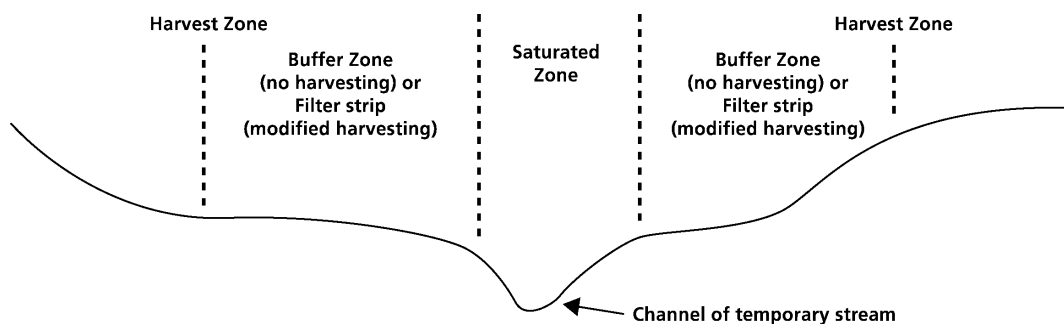 Harvest Zone
Buffer Zone
(no harvesting) or
Filter strip
(modified harvesting)
Saturated
Zone
Harvest Zone
Buffer Zone
(no harvesting) or
Filter strip
(modified harvesting)
Channel of temporary stream